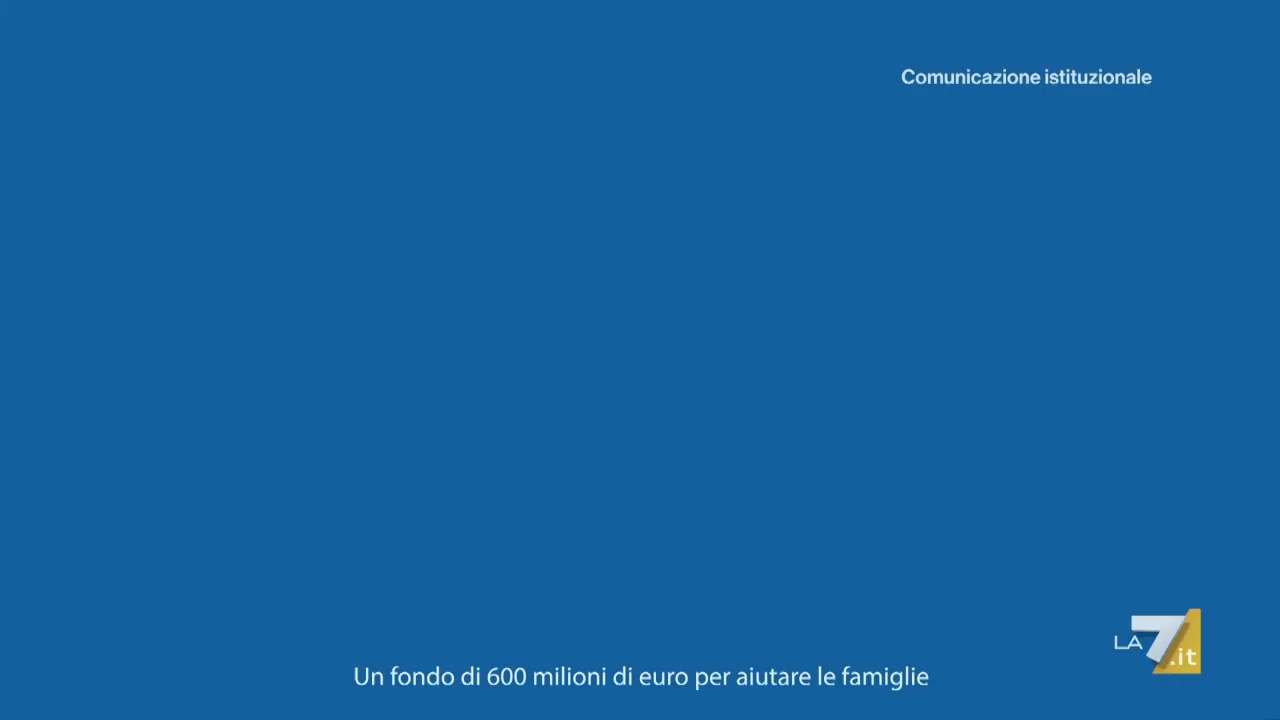 Comunicazione istituzionale
LA7.it
Un fondo di 600 milioni di euro per aiutare le famiglie